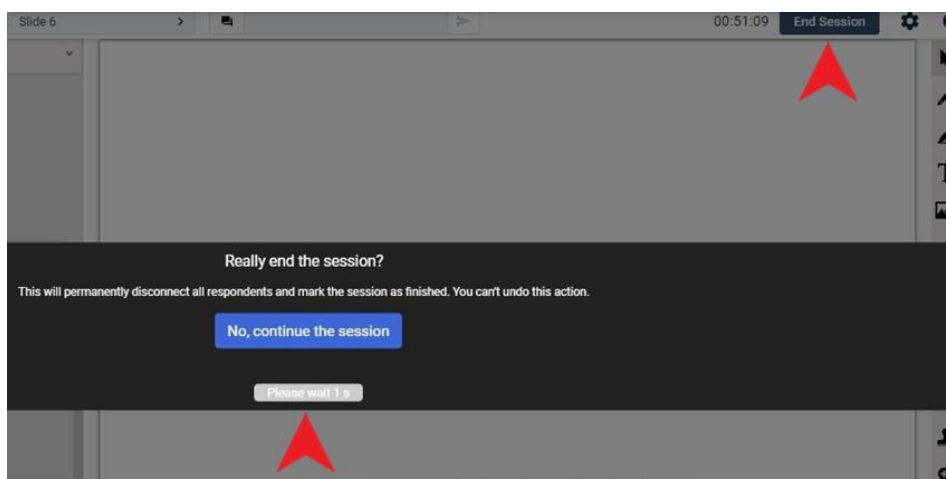 Slide 6
00:51:09 End Session
T
Really end the session?
This will permanently disconnect all respondents and mark the session as finished. You can't undo this action.
No, continue the session
Please wait 1 s